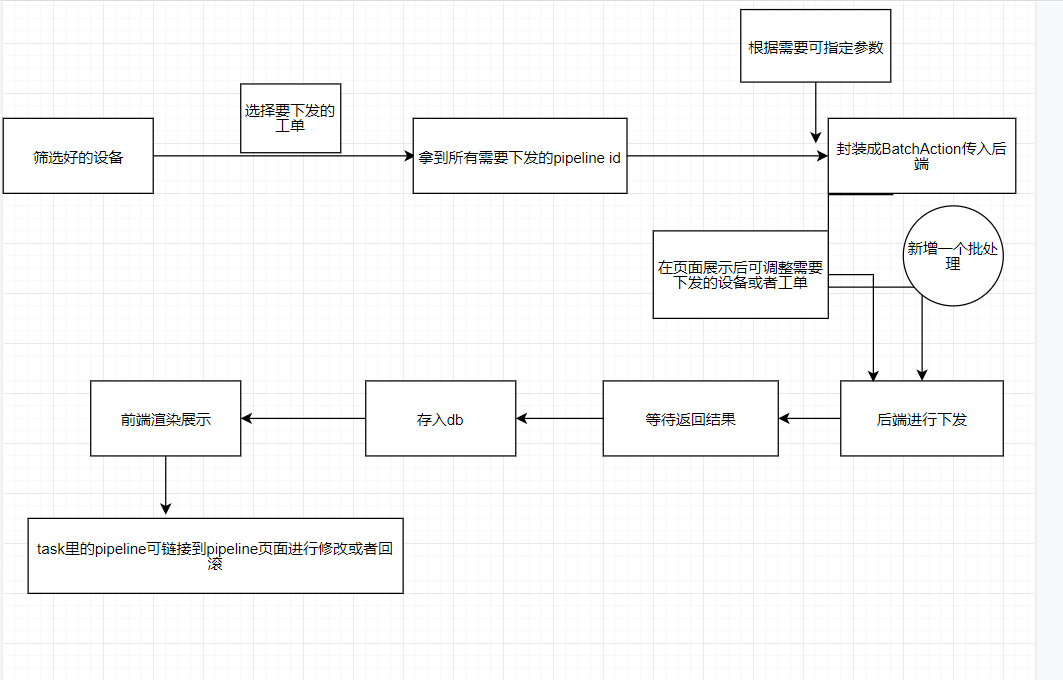 根据需要可指定参数
选择要下发的
工单
筛选好的设备
拿到所有需要下发的pipeline id
封装成BatchAction传入后
端
新增一个批处
理
在页面展示后可调整需要
下发的设备或者工单
前端渲染展示
存入db
等待返回结果
后端进行下发
task里的pipeline可链接到pipeline页面进行修改或者回
滚